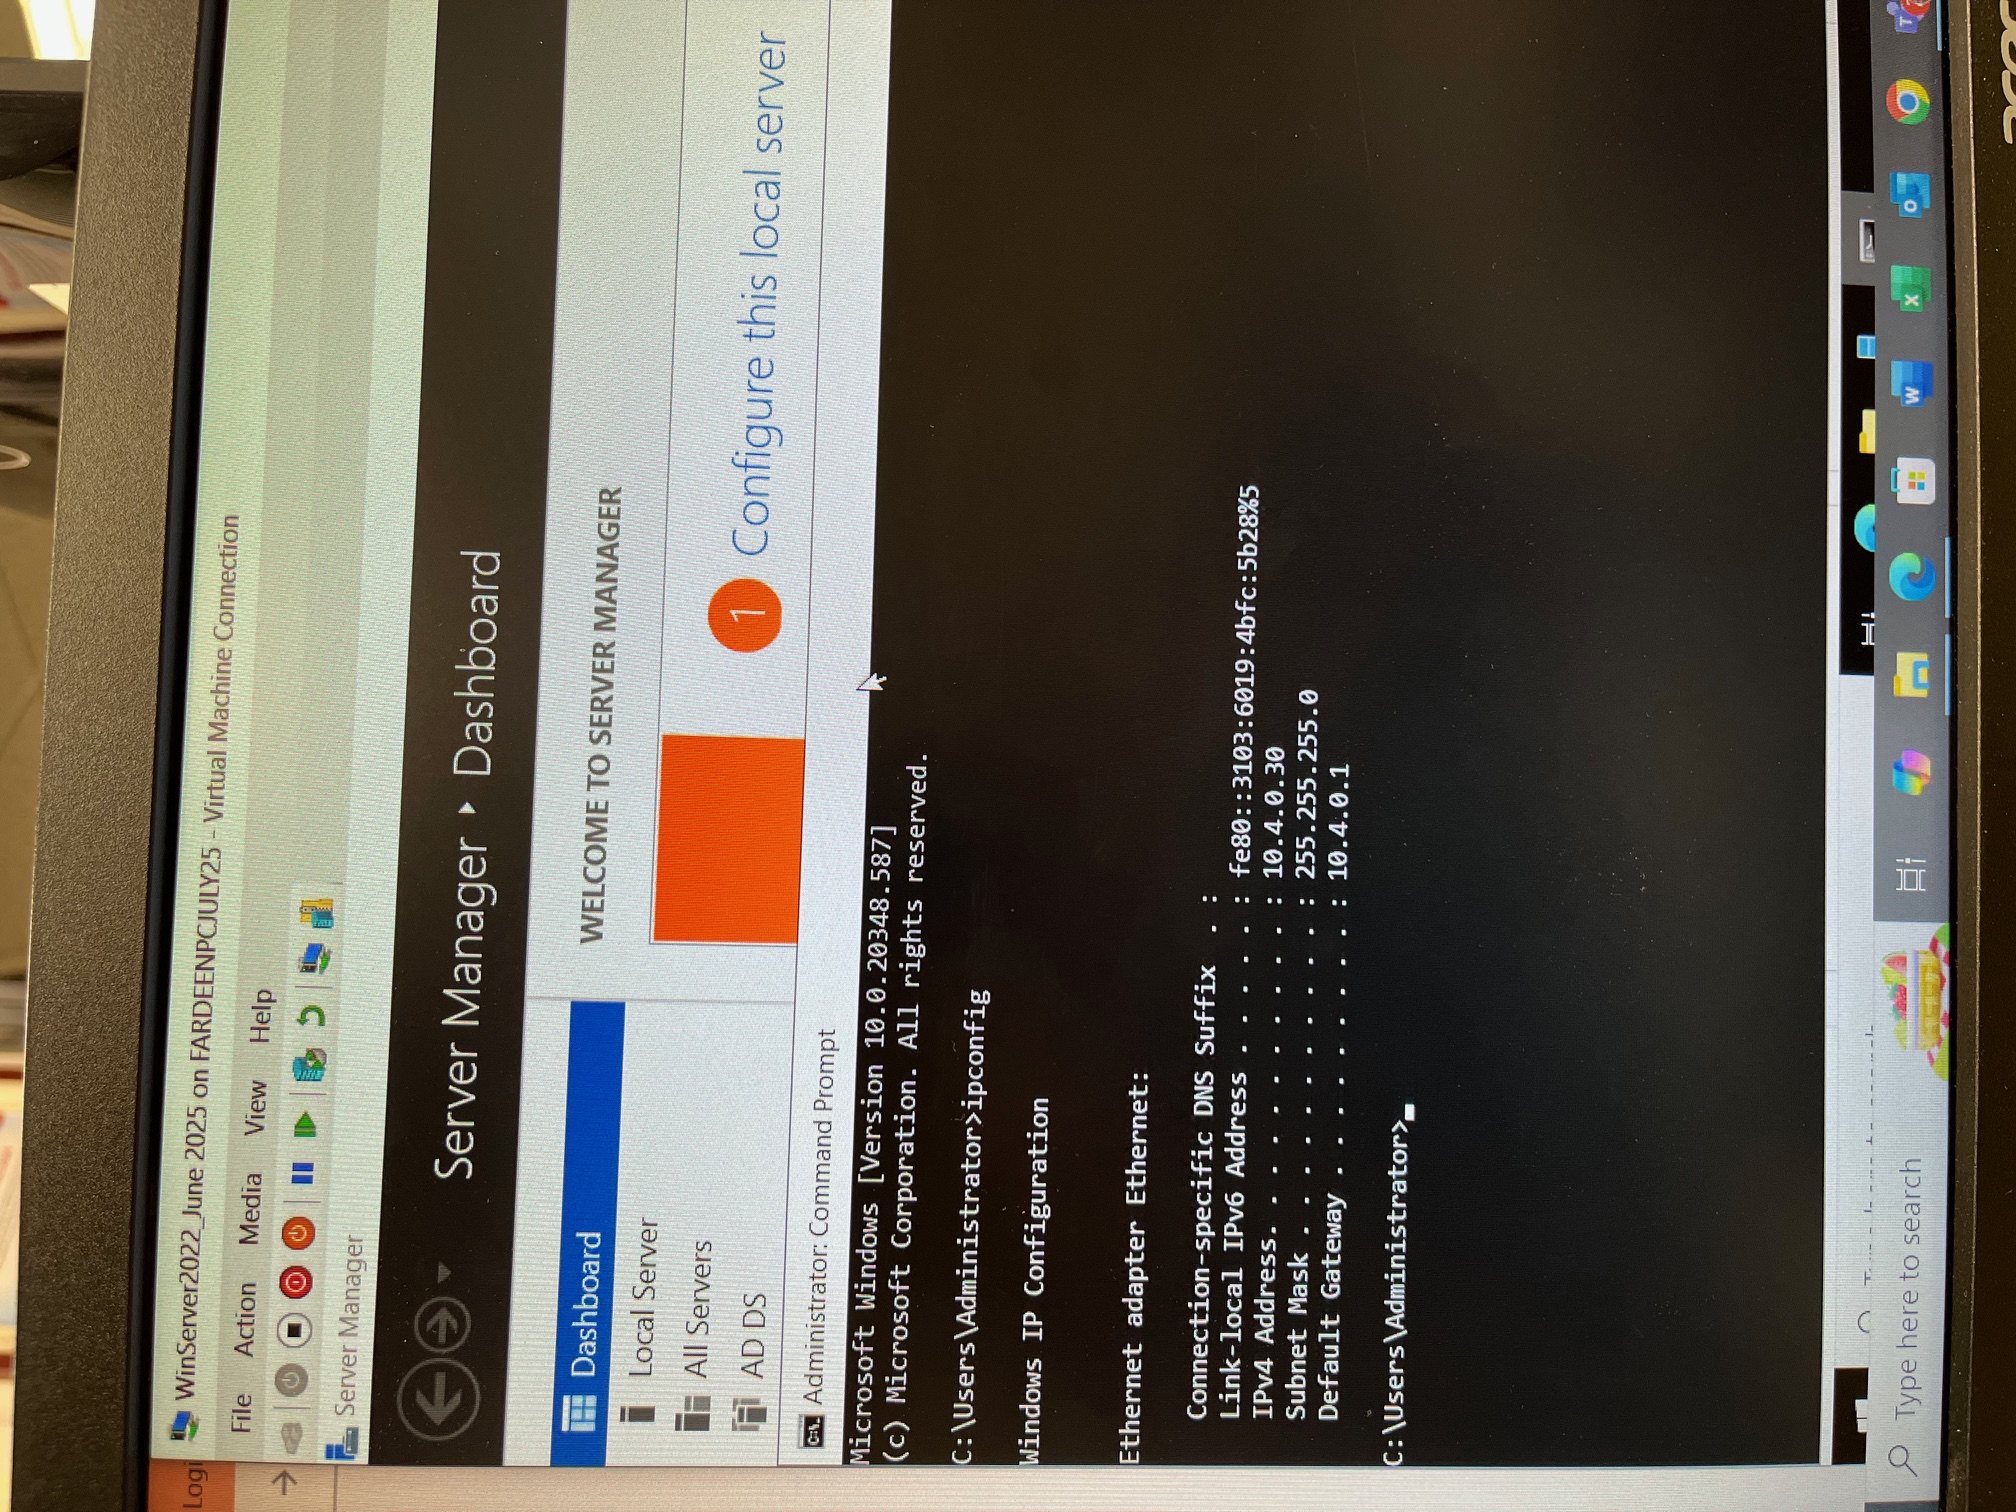 Logi
WinServer2022_June 2025 on FARDEENPCJULY25 - Virtual Machine Connection
File Action Media View Help
Server Manager
Server Manager ‣ Dashboard
Dashboard
Local Server
All Servers
AD DS
WELCOME TO SERVER MANAGER
1 Configure this local server
Administrator: Command Prompt
Microsoft Windows [Version 10.0.20348.587]
(c) Microsoft Corporation. All rights reserved.
C:\Users\Administrator>ipconfig
Windows IP Configuration
Ethernet adapter Ethernet:
Connection-specific DNS Suffix . :
Link-local IPv6 Address . . . . . : fe80::3103:6019:4bfc:5b28%5
IPv4 Address. . . . . . . . . . . : 10.4.0.30
Subnet Mask . . . . . . . . . . . : 255.255.255.0
Default Gateway . . . . . . . . . : 10.4.0.1
C:\Users\Administrator>
Type here to search
Type here to search
acer